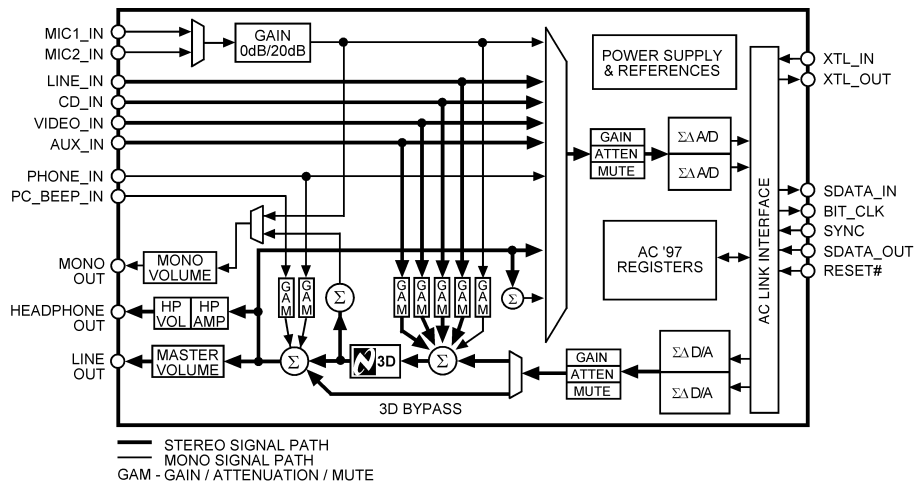 MIC1_IN
MIC2_IN
LINE_IN
CD_IN
VIDEO_IN
AUX_IN
PHONE_IN
PC_BEEP_IN
MONO
OUT
HEADPHONE
OUT
LINE
OUT
GAIN
0dB/20dB
MONO
VOLUME
HP
VOL
HP
AMP
MASTER
VOLUME
GAM
GAM
Σ
Σ
GAM
GAM
GAM
GAM
GAM
Σ
Σ
3D
3D BYPASS
POWER SUPPLY
& REFERENCES
GAIN
ATTEN
MUTE
ΣΔ A/D
ΣΔ A/D
AC '97
REGISTERS
GAIN
ATTEN
MUTE
ΣΔ D/A
ΣΔ D/A
AC LINK INTERFACE
XTL_IN
XTL_OUT
SDATA_IN
BIT_CLK
SYNC
SDATA_OUT
RESET#
STEREO SIGNAL PATH
MONO SIGNAL PATH
GAM - GAIN / ATTENUATION / MUTE